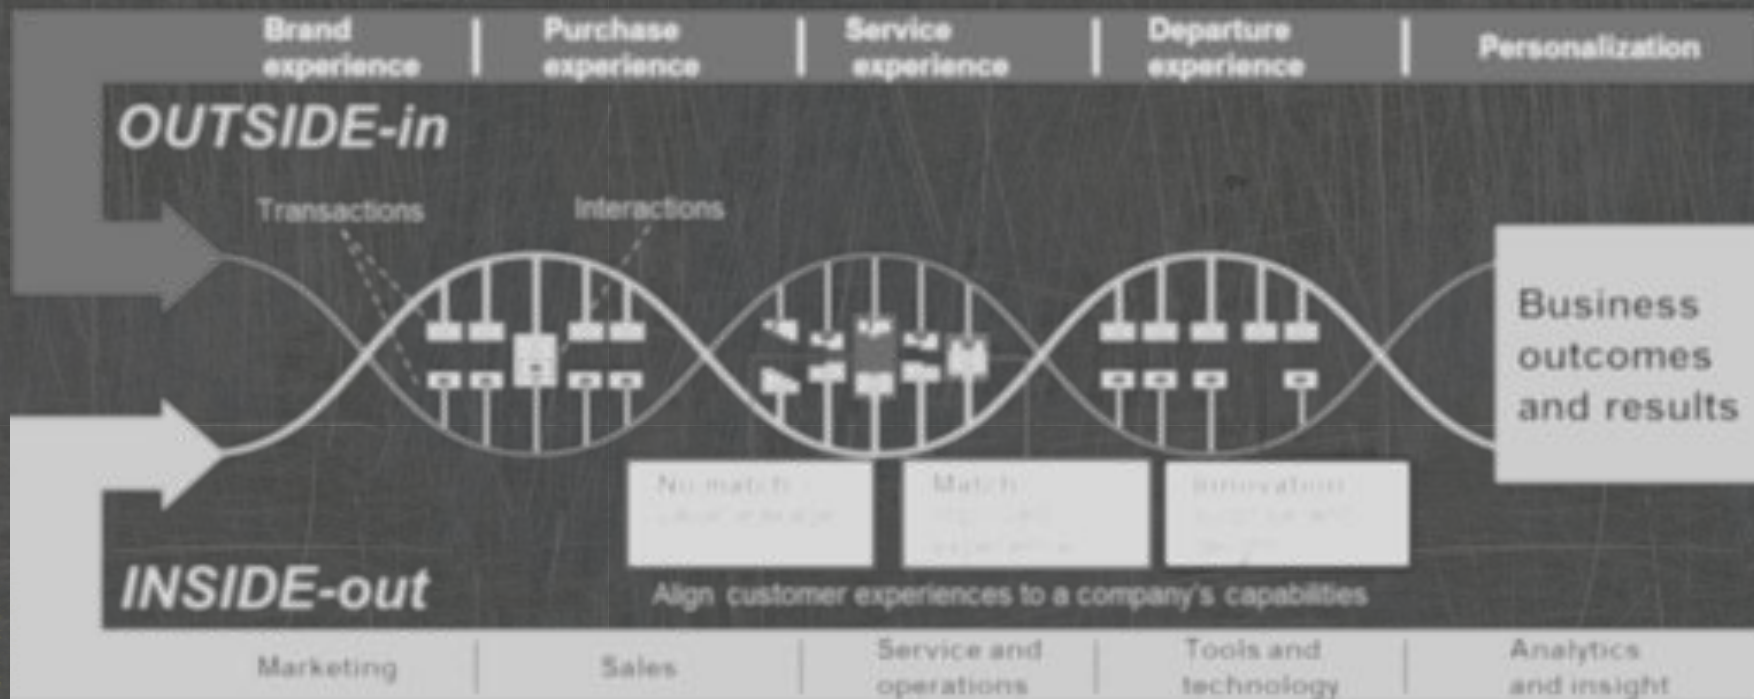 Brand
experience
Purchase
experience
Service
experience
Departure
experience
Personalization
OUTSIDE-in
Transactions
Interactions
Business
outcomes
and results
No match
Match
Innovation
INSIDE-out
Align customer experiences to a company's capabilities
Marketing
Sales
Service and
operations
Tools and
technology
Analytics
and insight